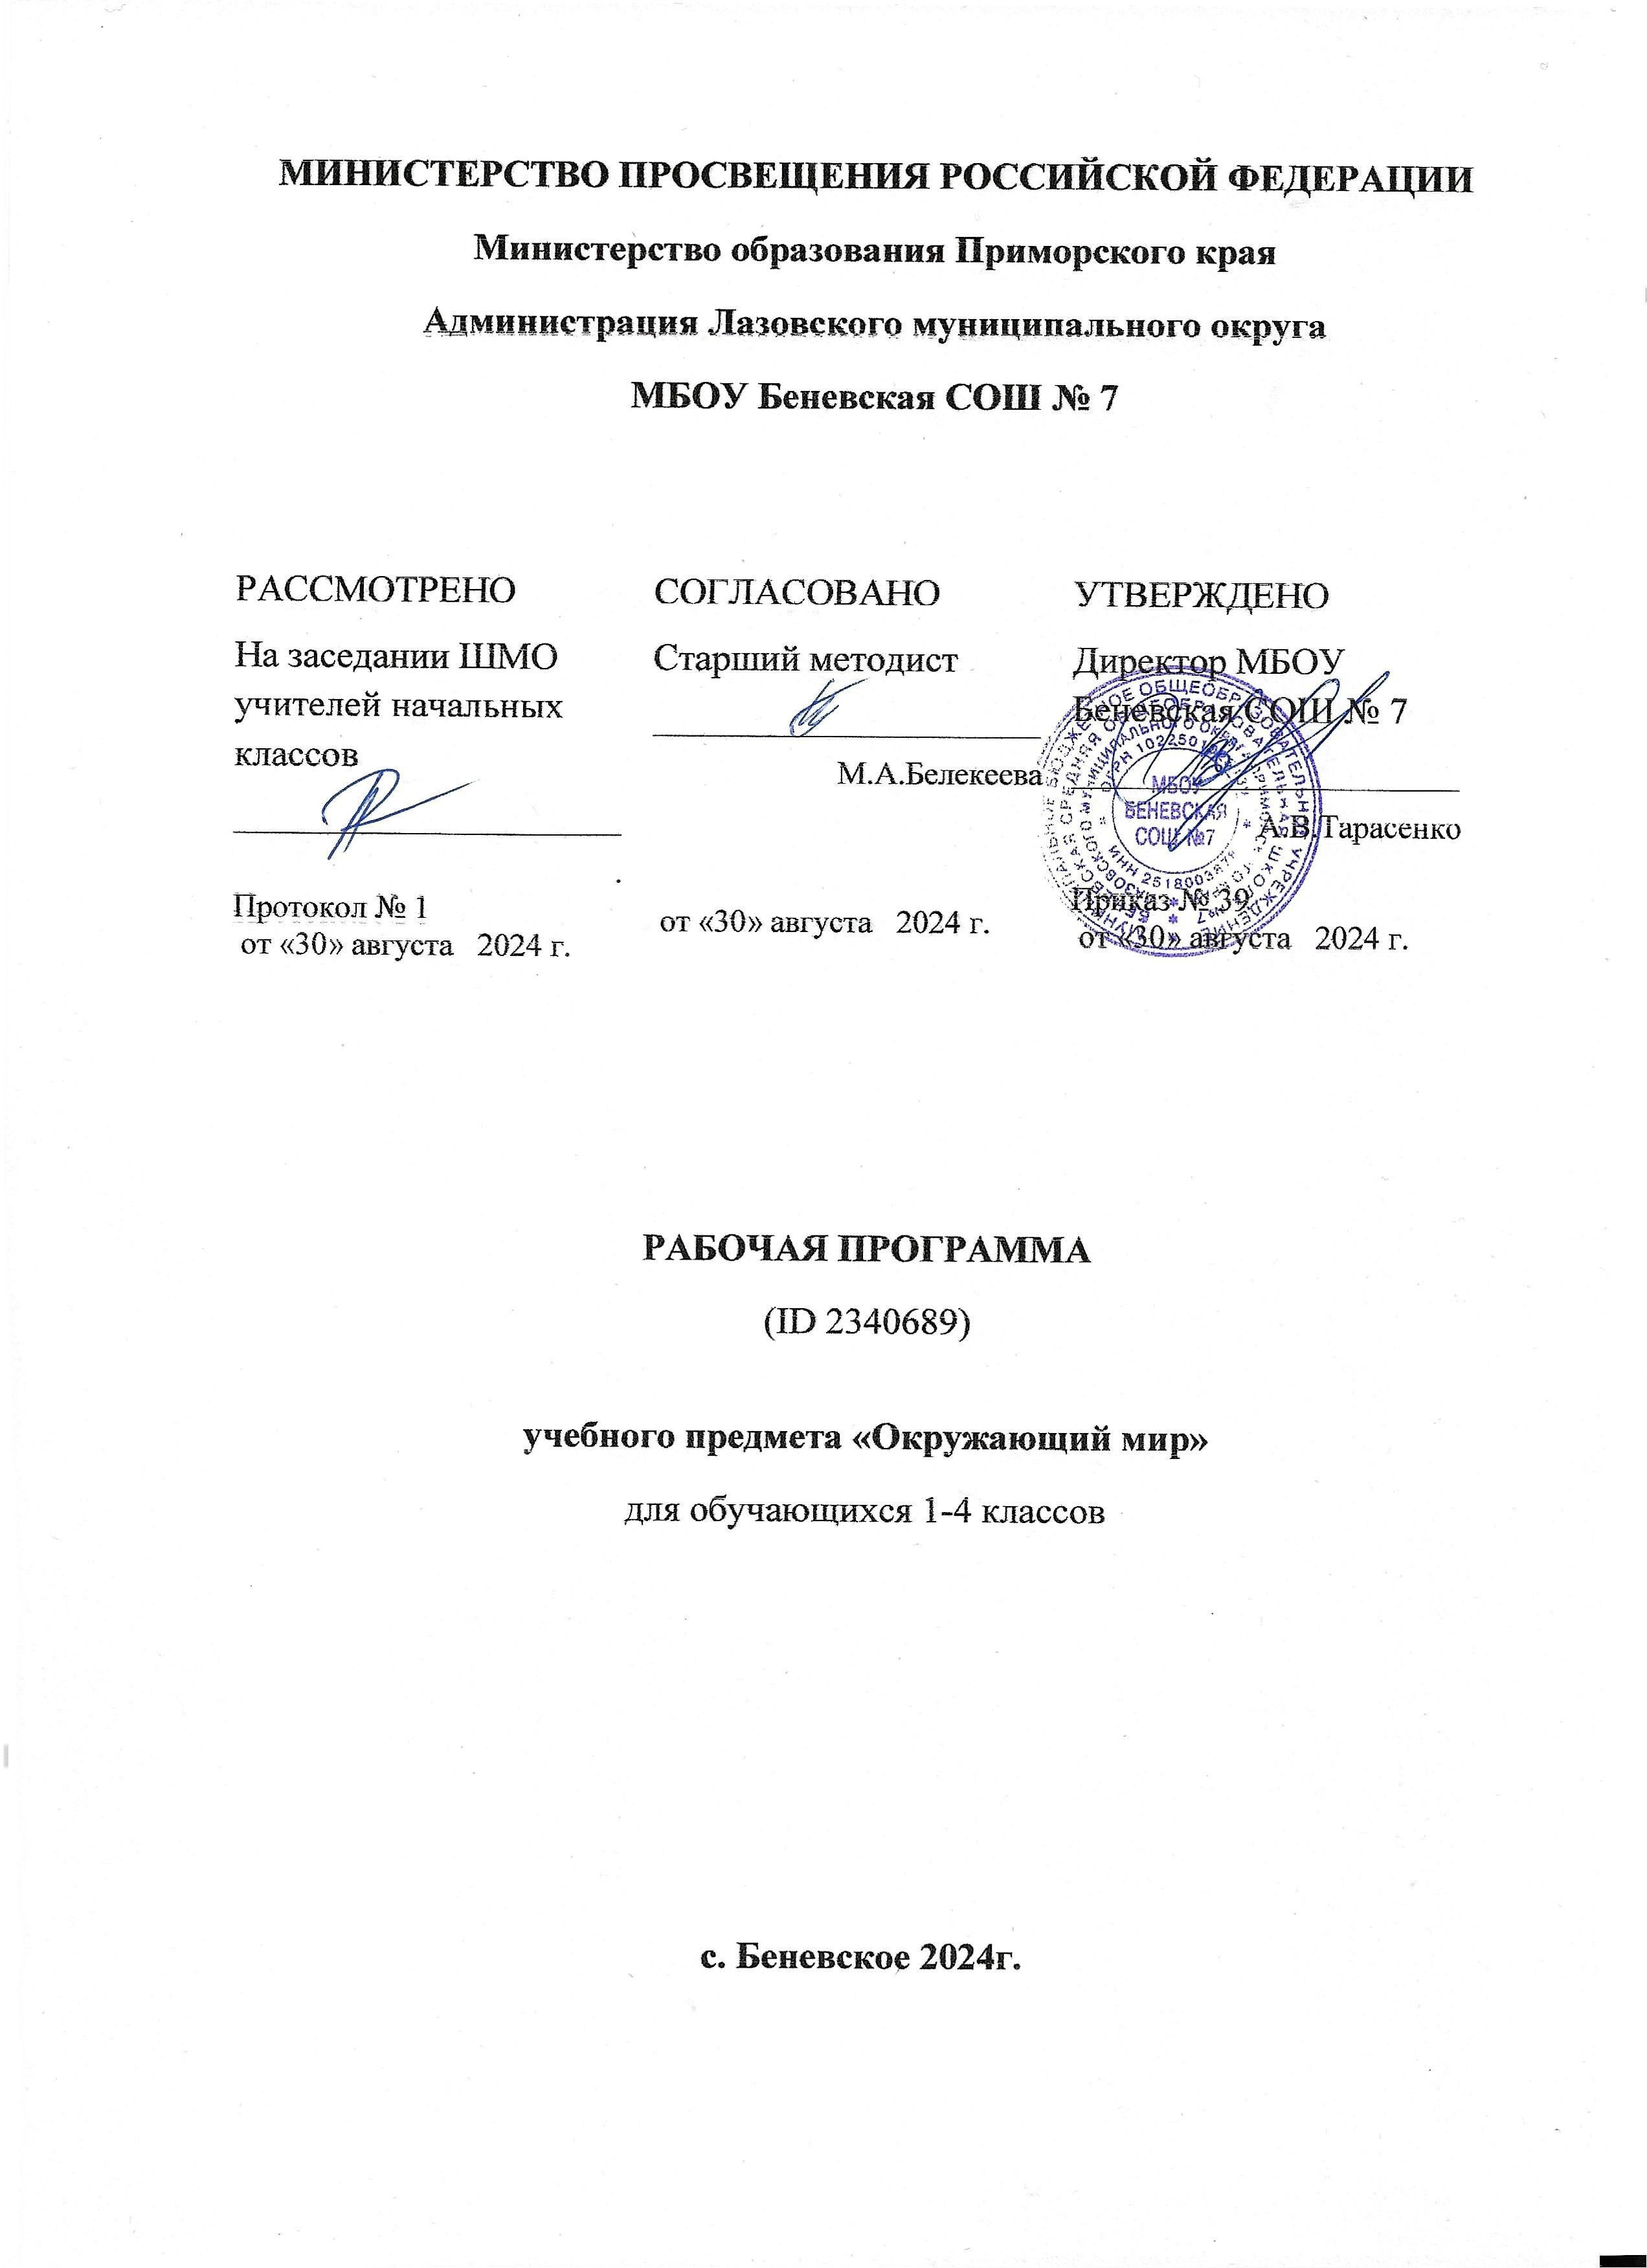 МИНИСТЕРСТВО ПРОСВЕЩЕНИЯ РОССИЙСКОЙ ФЕДЕРАЦИИ
Министерство образования Приморского края
Администрация Лазовского муниципального округа
МБОУ Беневская СОШ № 7
РАССМОТРЕНО
На заседании ШМО
учителей начальных
классов
Протокол № 1
от «30» августа 2024 г.
СОГЛАСОВАНО
Старший методист
М.А.Белекеева
от «30» августа 2024 г.
УТВЕРЖДЕНО
Директор МБОУ
Беневская СОШ № 7
А.В.Тарасенко
Приказ № 39
от «30» августа 2024 г.
МБОУ
БЕНЕВСКАЯ
СОШ №7
РАБОЧАЯ ПРОГРАММА
(ID 2340689)
учебного предмета «Окружающий мир»
для обучающихся 1-4 классов
с. Беневское 2024г.